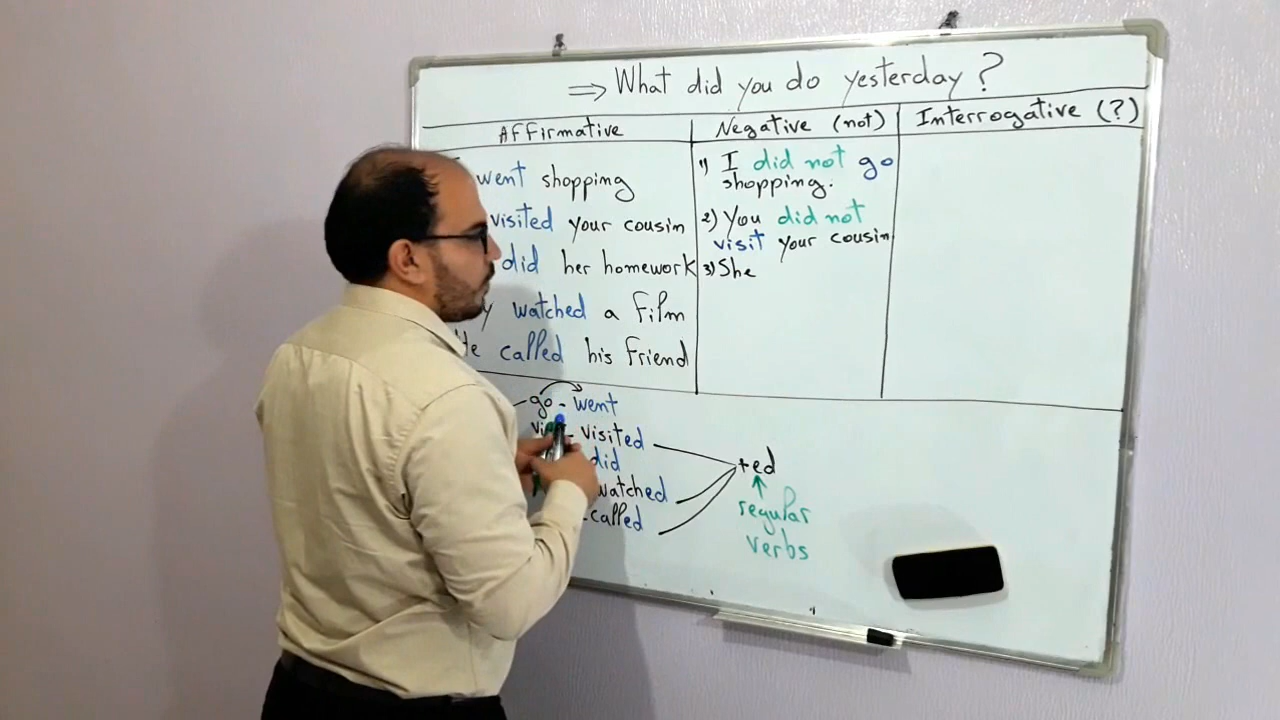 ⇒ What did you do yesterday?
Affirmative
Negative (not)
Interrogative (?)
went shopping
visited your cousin
did her homework
watched a film
called his friend
1) I did not go
shopping.
2) You did not
visit your cousin
3) She
go - went
visited
did
watched
called
+ed
regular
verbs